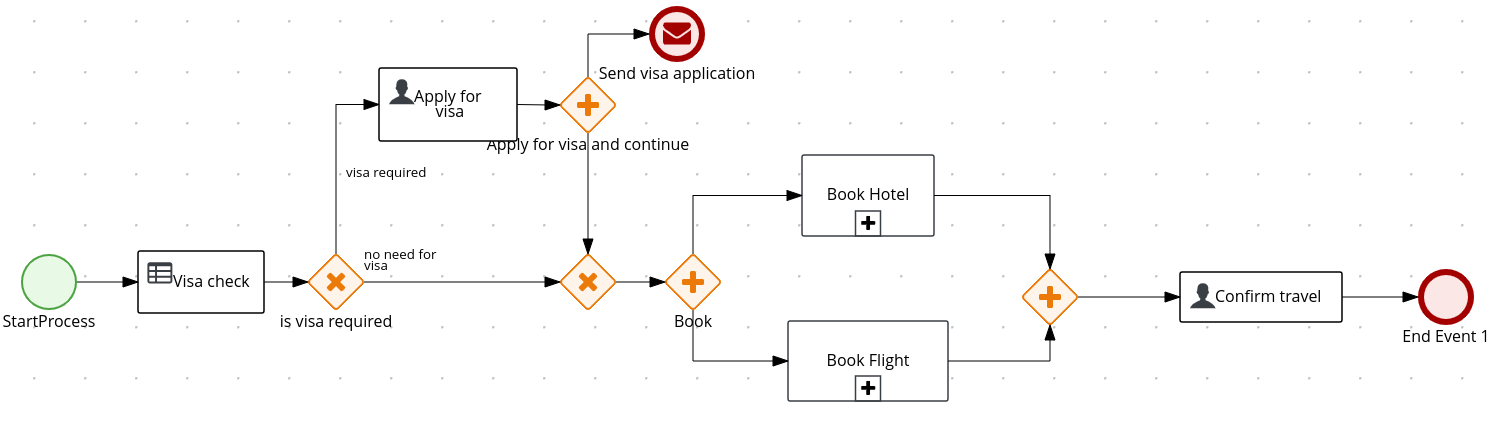 Send visa application
Apply for
visa
Apply for visa and continue
visa required
Book Hotel
no need for
visa
StartProcess
Visa check
is visa required
Book
Confirm travel
End Event 1
Book Flight